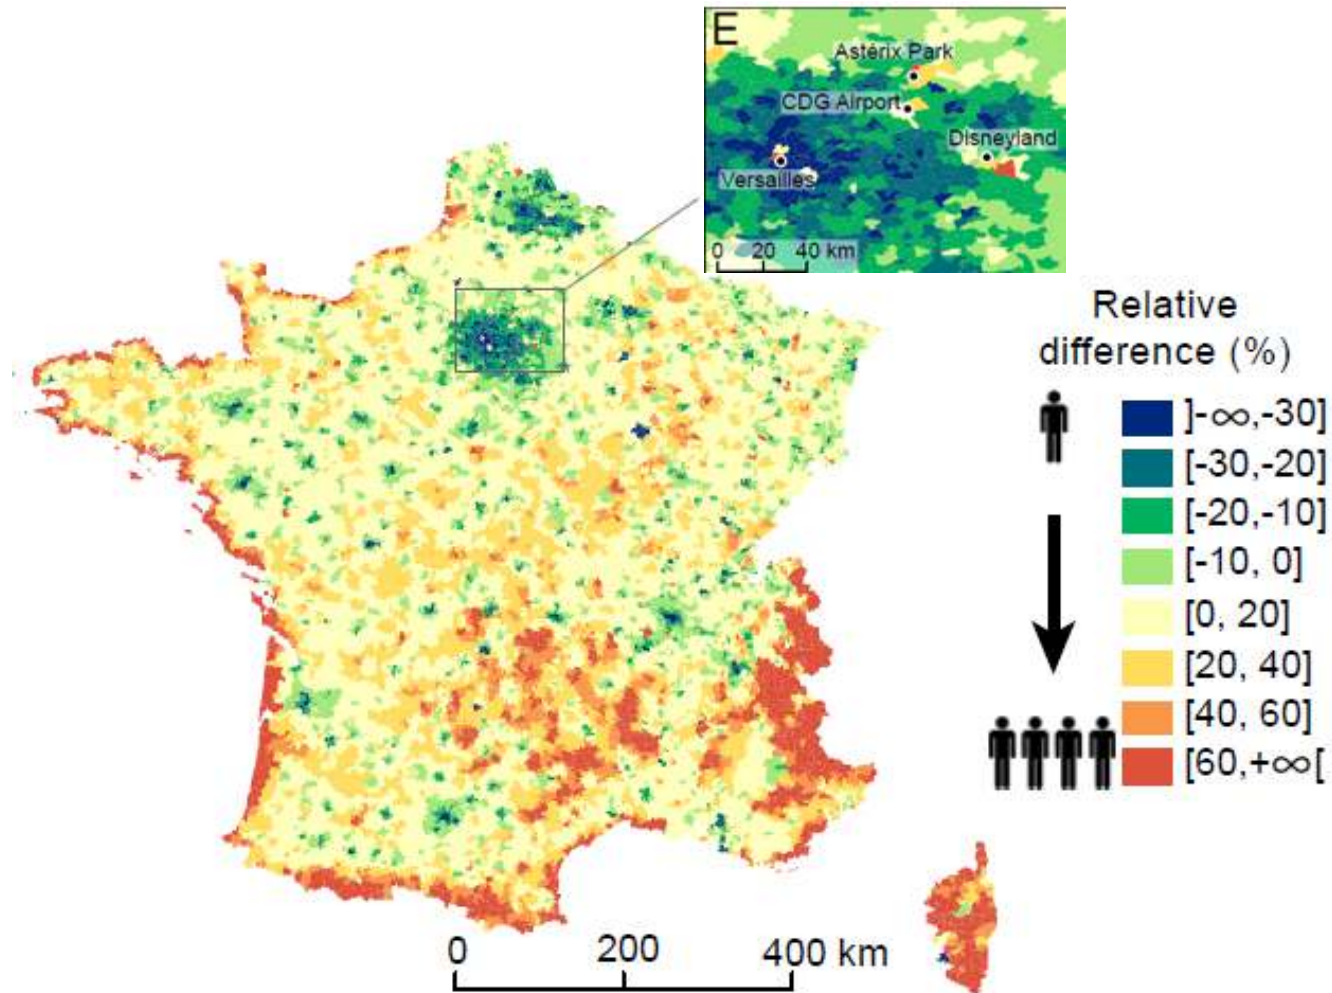 E
Astérix Park
CDG Airport
Disneyland
Versailles
0 20 40 km
Relative
difference (%)
]-∞,-30]
[-30,-20]
[-20,-10]
[-10, 0]
[0, 20]
[20, 40]
[40, 60]
[60,+∞[
0 200 400 km